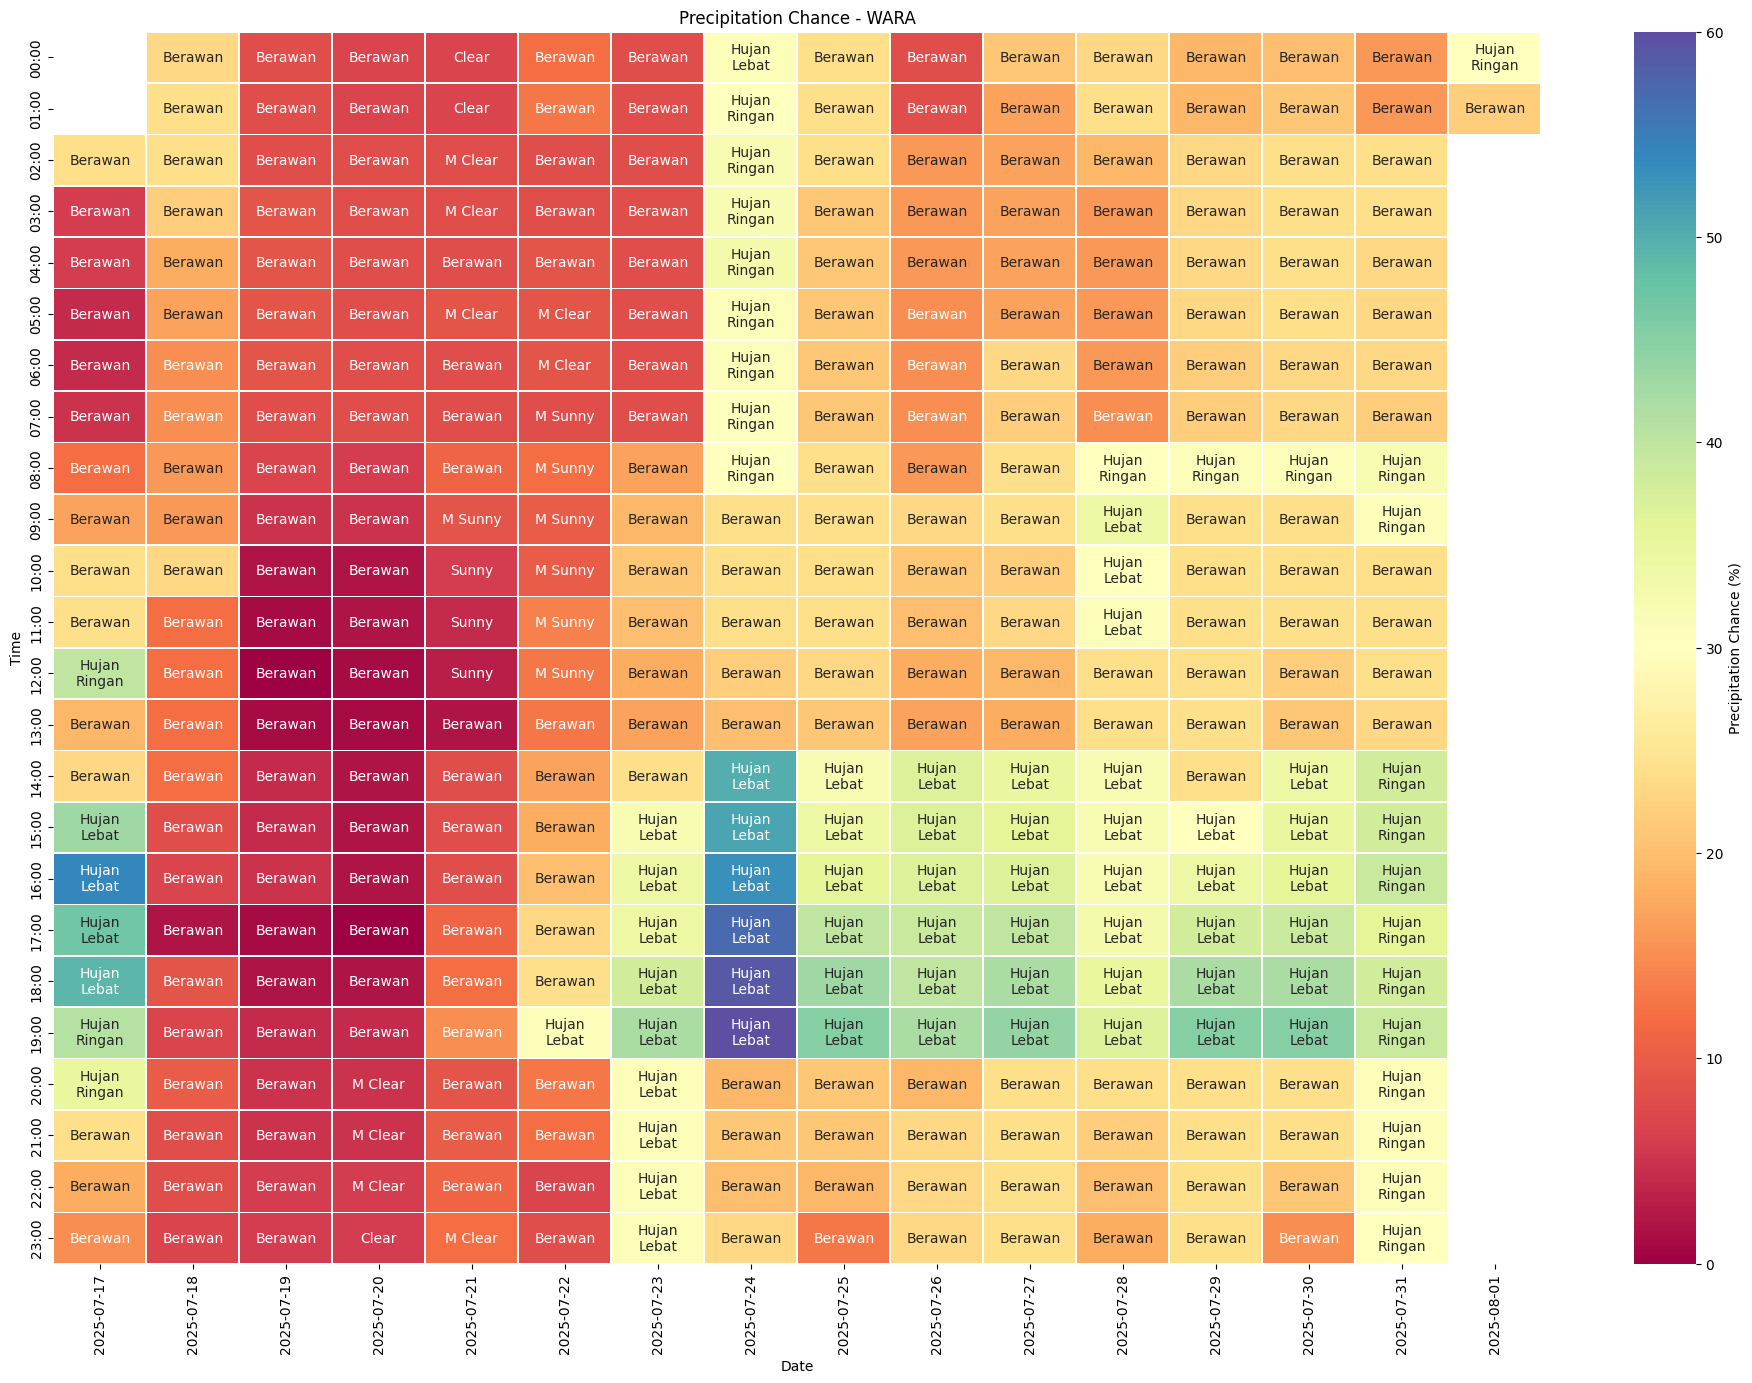 Precipitation Chance - WARA
00:00 Berawan Berawan Berawan Clear Berawan Berawan Hujan Lebat Berawan Berawan Berawan Berawan Berawan Berawan Berawan Hujan Ringan
01:00 Berawan Berawan Berawan Clear Berawan Berawan Hujan Ringan Berawan Berawan Berawan Berawan Berawan Berawan Berawan Berawan
02:00 Berawan Berawan Berawan Berawan M Clear Berawan Berawan Hujan Ringan Berawan Berawan Berawan Berawan Berawan Berawan Berawan
03:00 Berawan Berawan Berawan Berawan M Clear Berawan Berawan Hujan Ringan Berawan Berawan Berawan Berawan Berawan Berawan Berawan
04:00 Berawan Berawan Berawan Berawan Berawan Berawan Berawan Hujan Ringan Berawan Berawan Berawan Berawan Berawan Berawan Berawan
05:00 Berawan Berawan Berawan Berawan M Clear M Clear Berawan Hujan Ringan Berawan Berawan Berawan Berawan Berawan Berawan Berawan
06:00 Berawan Berawan Berawan Berawan Berawan M Clear Berawan Hujan Ringan Berawan Berawan Berawan Berawan Berawan Berawan Berawan
07:00 Berawan Berawan Berawan Berawan Berawan M Sunny Berawan Hujan Ringan Berawan Berawan Berawan Berawan Berawan Berawan Berawan
08:00 Berawan Berawan Berawan Berawan Berawan M Sunny Berawan Hujan Ringan Berawan Berawan Berawan Hujan Ringan Hujan Ringan Hujan Ringan Hujan Ringan
09:00 Berawan Berawan Berawan Berawan M Sunny M Sunny Berawan Berawan Berawan Berawan Berawan Hujan Lebat Berawan Berawan Hujan Ringan
10:00 Berawan Berawan Berawan Berawan Sunny M Sunny Berawan Berawan Berawan Berawan Berawan Hujan Lebat Berawan Berawan Berawan
11:00 Berawan Berawan Berawan Berawan Sunny M Sunny Berawan Berawan Berawan Berawan Berawan Hujan Lebat Berawan Berawan Berawan
12:00 Hujan Ringan Berawan Berawan Berawan Sunny M Sunny Berawan Berawan Berawan Berawan Berawan Berawan Berawan Berawan Berawan
13:00 Berawan Berawan Berawan Berawan Berawan Berawan Berawan Berawan Berawan Berawan Berawan Berawan Berawan Berawan Berawan
14:00 Berawan Berawan Berawan Berawan Berawan Berawan Berawan Hujan Lebat Hujan Lebat Hujan Lebat Hujan Lebat Hujan Lebat Berawan Hujan Lebat Hujan Ringan
15:00 Hujan Lebat Berawan Berawan Berawan Berawan Berawan Hujan Lebat Hujan Lebat Hujan Lebat Hujan Lebat Hujan Lebat Hujan Lebat Hujan Lebat Hujan Lebat Hujan Ringan
16:00 Hujan Lebat Berawan Berawan Berawan Berawan Berawan Hujan Lebat Hujan Lebat Hujan Lebat Hujan Lebat Hujan Lebat Hujan Lebat Hujan Lebat Hujan Lebat Hujan Ringan
17:00 Hujan Lebat Berawan Berawan Berawan Berawan Berawan Hujan Lebat Hujan Lebat Hujan Lebat Hujan Lebat Hujan Lebat Hujan Lebat Hujan Lebat Hujan Lebat Hujan Ringan
18:00 Hujan Lebat Berawan Berawan Berawan Berawan Berawan Hujan Lebat Hujan Lebat Hujan Lebat Hujan Lebat Hujan Lebat Hujan Lebat Hujan Lebat Hujan Lebat Hujan Ringan
19:00 Hujan Ringan Berawan Berawan Berawan Berawan Hujan Lebat Hujan Lebat Hujan Lebat Hujan Lebat Hujan Lebat Hujan Lebat Hujan Lebat Hujan Lebat Hujan Lebat Hujan Ringan
20:00 Hujan Ringan Berawan Berawan M Clear Berawan Berawan Hujan Lebat Berawan Berawan Berawan Berawan Berawan Berawan Berawan Hujan Ringan
21:00 Berawan Berawan Berawan M Clear Berawan Berawan Hujan Lebat Berawan Berawan Berawan Berawan Berawan Berawan Berawan Hujan Ringan
22:00 Berawan Berawan Berawan M Clear Berawan Berawan Hujan Lebat Berawan Berawan Berawan Berawan Berawan Berawan Berawan Hujan Ringan
23:00 Berawan Berawan Berawan Clear M Clear Berawan Hujan Lebat Berawan Berawan Berawan Berawan Berawan Berawan Berawan Hujan Ringan
Time
2025-07-17 2025-07-18 2025-07-19 2025-07-20 2025-07-21 2025-07-22 2025-07-23 2025-07-24 2025-07-25 2025-07-26 2025-07-27 2025-07-28 2025-07-29 2025-07-30 2025-07-31 2025-08-01
Date
60
50
40
30
20
10
0
Precipitation Chance (%)